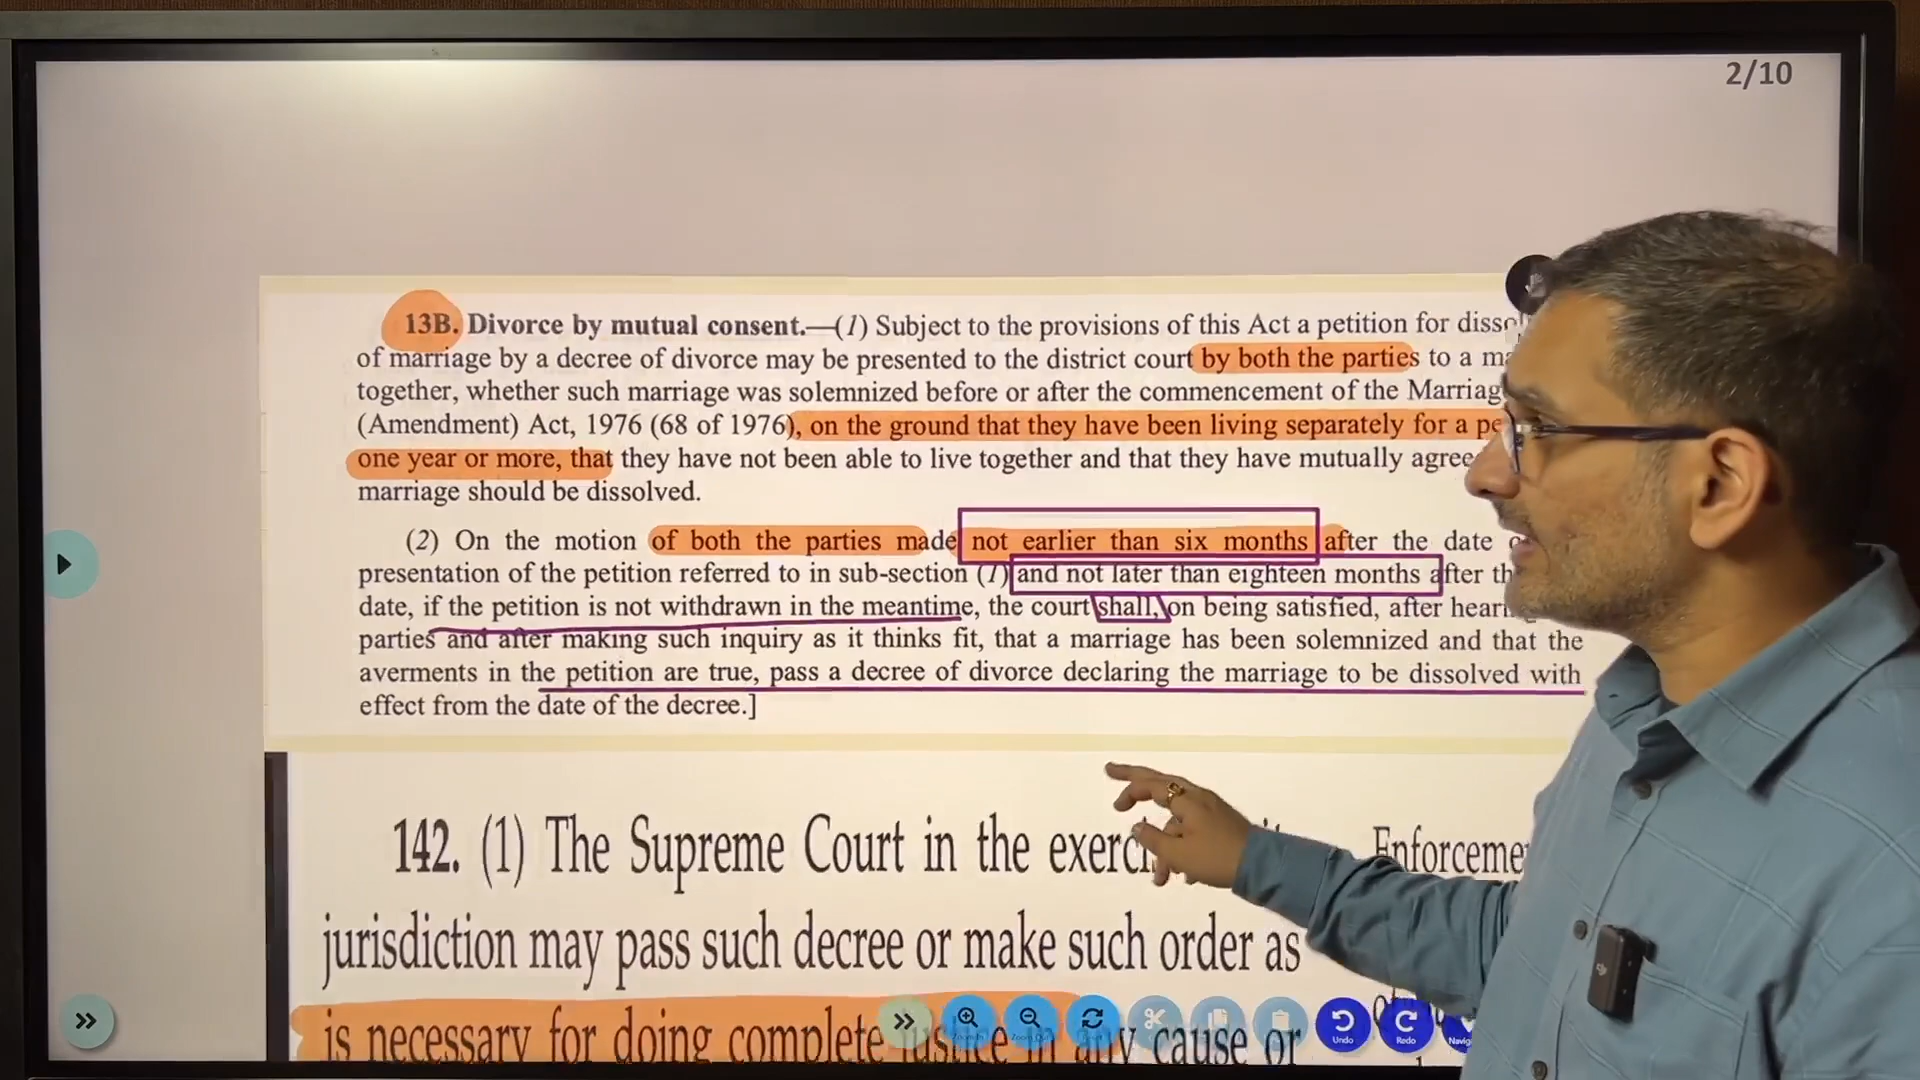 2/10
13B. Divorce by mutual consent.—(1) Subject to the provisions of this Act a petition for
of marriage by a decree of divorce may be presented to the district court by both the parties to a
together, whether such marriage was solemnized before or after the commencement of the
(Amendment) Act, 1976 (68 of 1976), on the ground that they have been living separately for a
one year or more, that they have not been able to live together and that they have mutually
marriage should be dissolved.
(2) On the motion of both the parties made not earlier than six months after the date
presentation of the petition referred to in sub-section (1) and not later than eighteen months after
date, if the petition is not withdrawn in the meantime, the court shall, on being satisfied, after
parties and after making such inquiry as it thinks fit, that a marriage has been solemnized and that the
averments in the petition are true, pass a decree of divorce declaring the marriage to be dissolved with
effect from the date of the decree.]
142. (1) The Supreme Court in the
jurisdiction may pass such decree or make such order as
is necessary for doing complete justice in any cause or
Undo
Redo